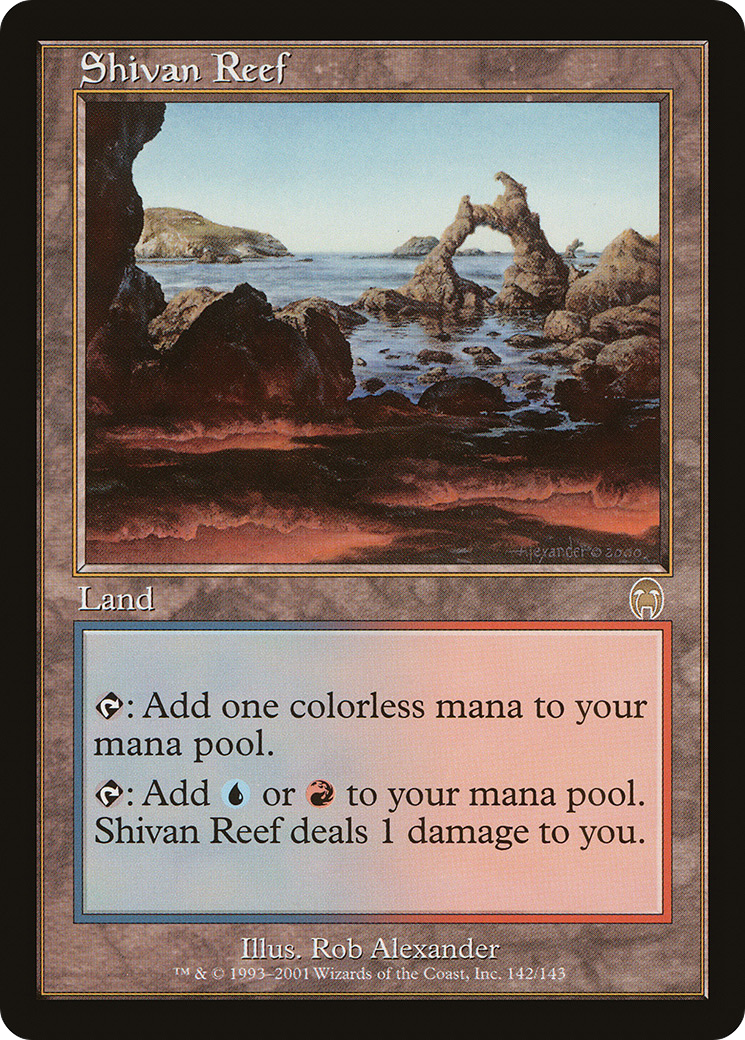 Shivan Reef
Alexander © 2000
Land
: Add one colorless mana to your
mana pool.
: Add or to your mana pool.
Shivan Reef deals 1 damage to you.
Illus. Rob Alexander
™ & © 1993–2001 Wizards of the Coast, Inc. 142/143